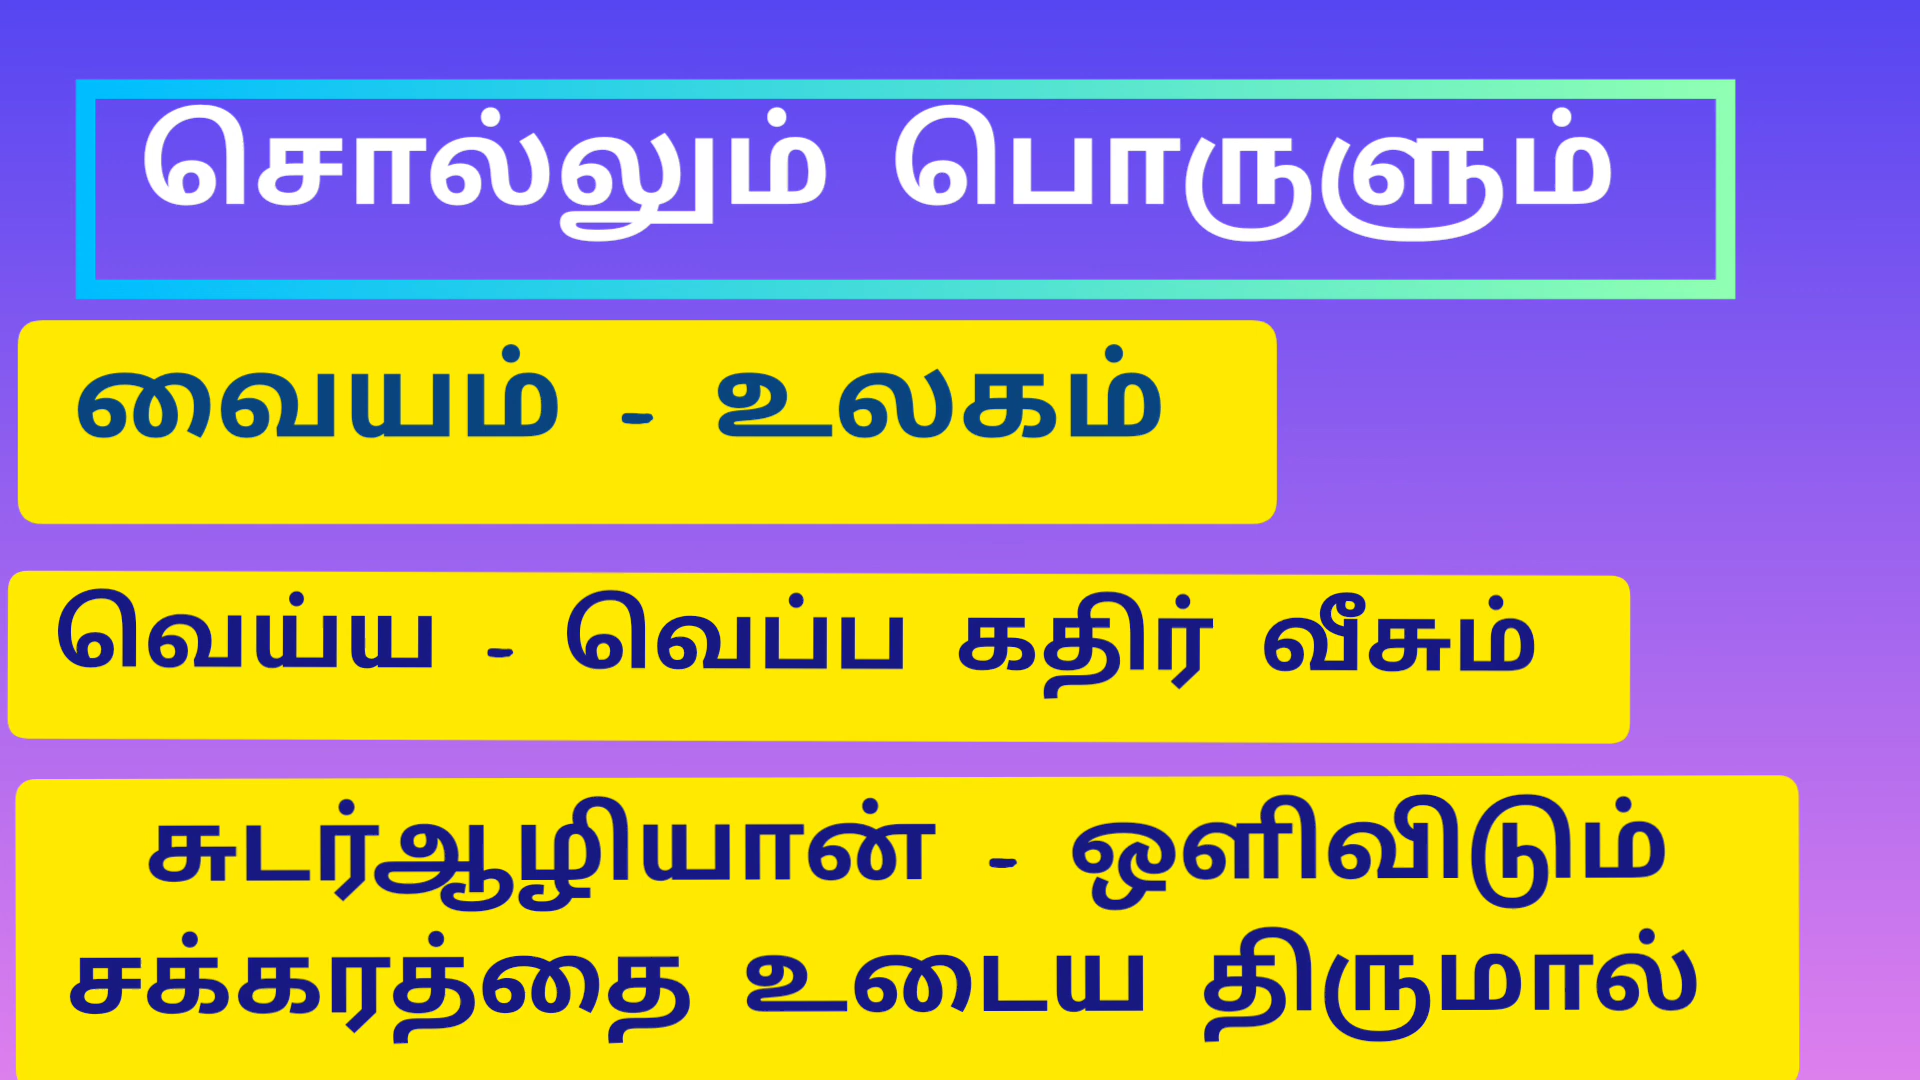 சொல்லும் பொருளும்
வையம் - உலகம்
வெய்ய - வெப்ப கதிர் வீசும்
சுடர்ஆழியான் - ஒளிவிடும்
சக்கரத்தை உடைய திருமால்